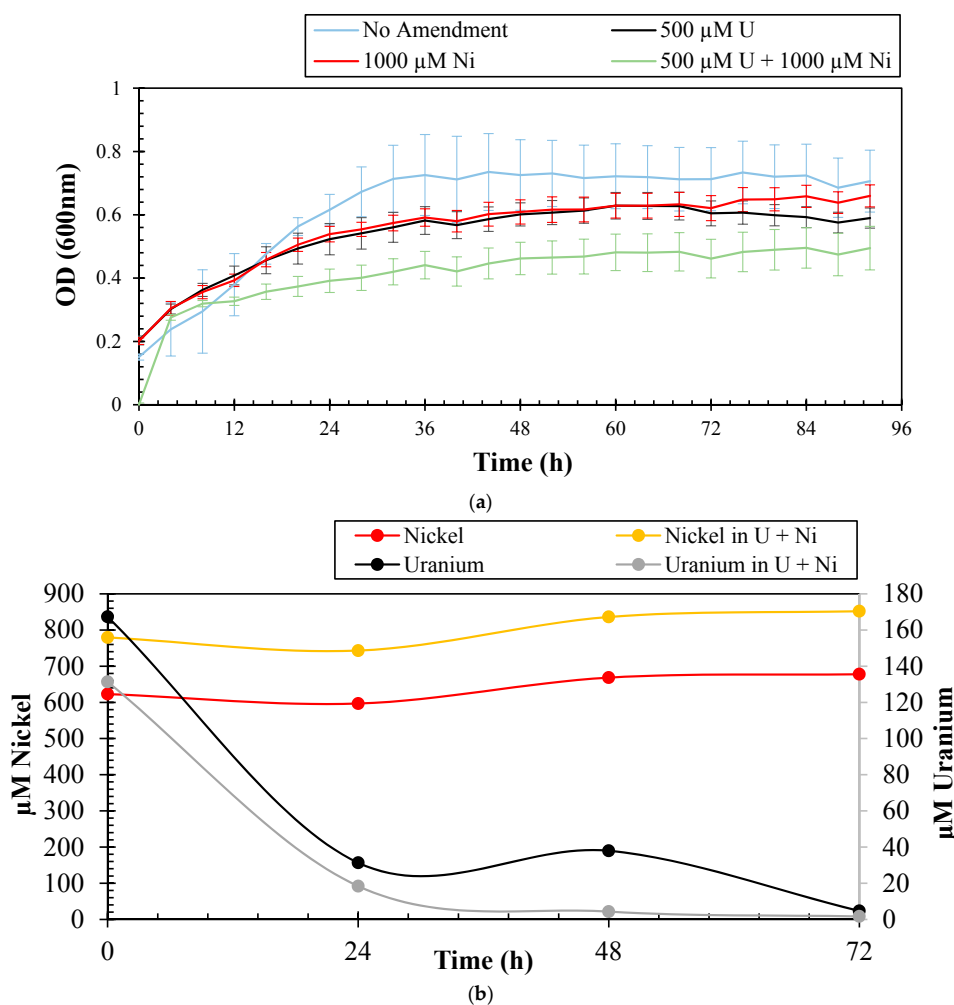 No Amendment 500 µM U
1000 µM Ni 500 µM U + 1000 µM Ni
1
0.8
0.6
0.4
0.2
0
OD (600nm)
0 12 24 36 48 60 72 84 96
Time (h)
(a)
Nickel Nickel in U + Ni
Uranium Uranium in U + Ni
900 180
800 160
700 140
600 120
500 100
400 80
300 60
200 40
100 20
0 0
µM Nickel
µM Uranium
0 24 48 72
Time (h)
(b)